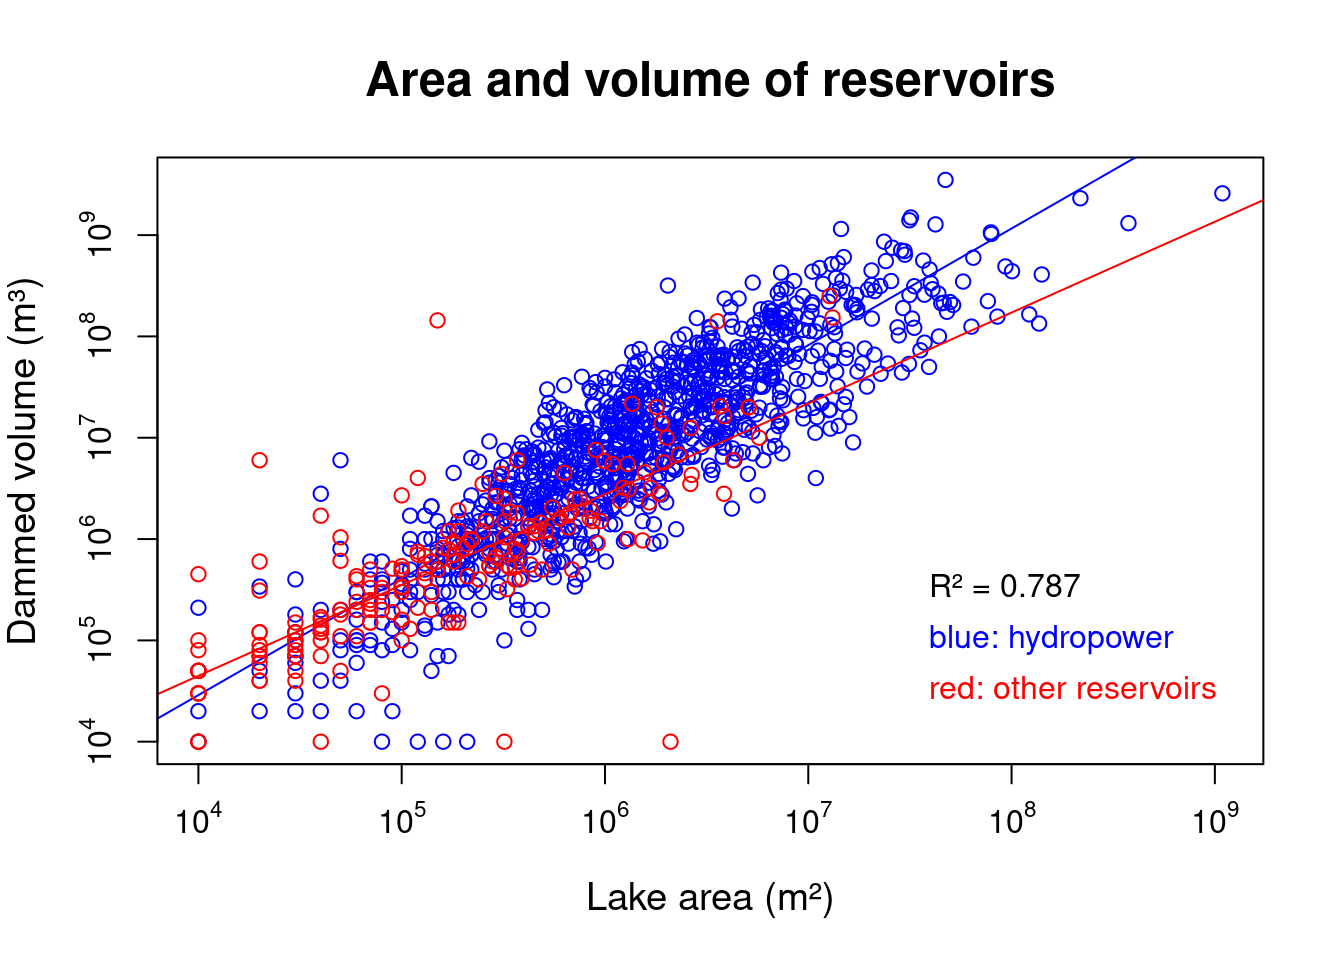 Area and volume of reservoirs
Dammed volume (m³)
10⁹
10⁸
10⁷
10⁶
10⁵
10⁴
R² = 0.787
blue: hydropower
red: other reservoirs
10⁴ 10⁵ 10⁶ 10⁷ 10⁸ 10⁹
Lake area (m²)